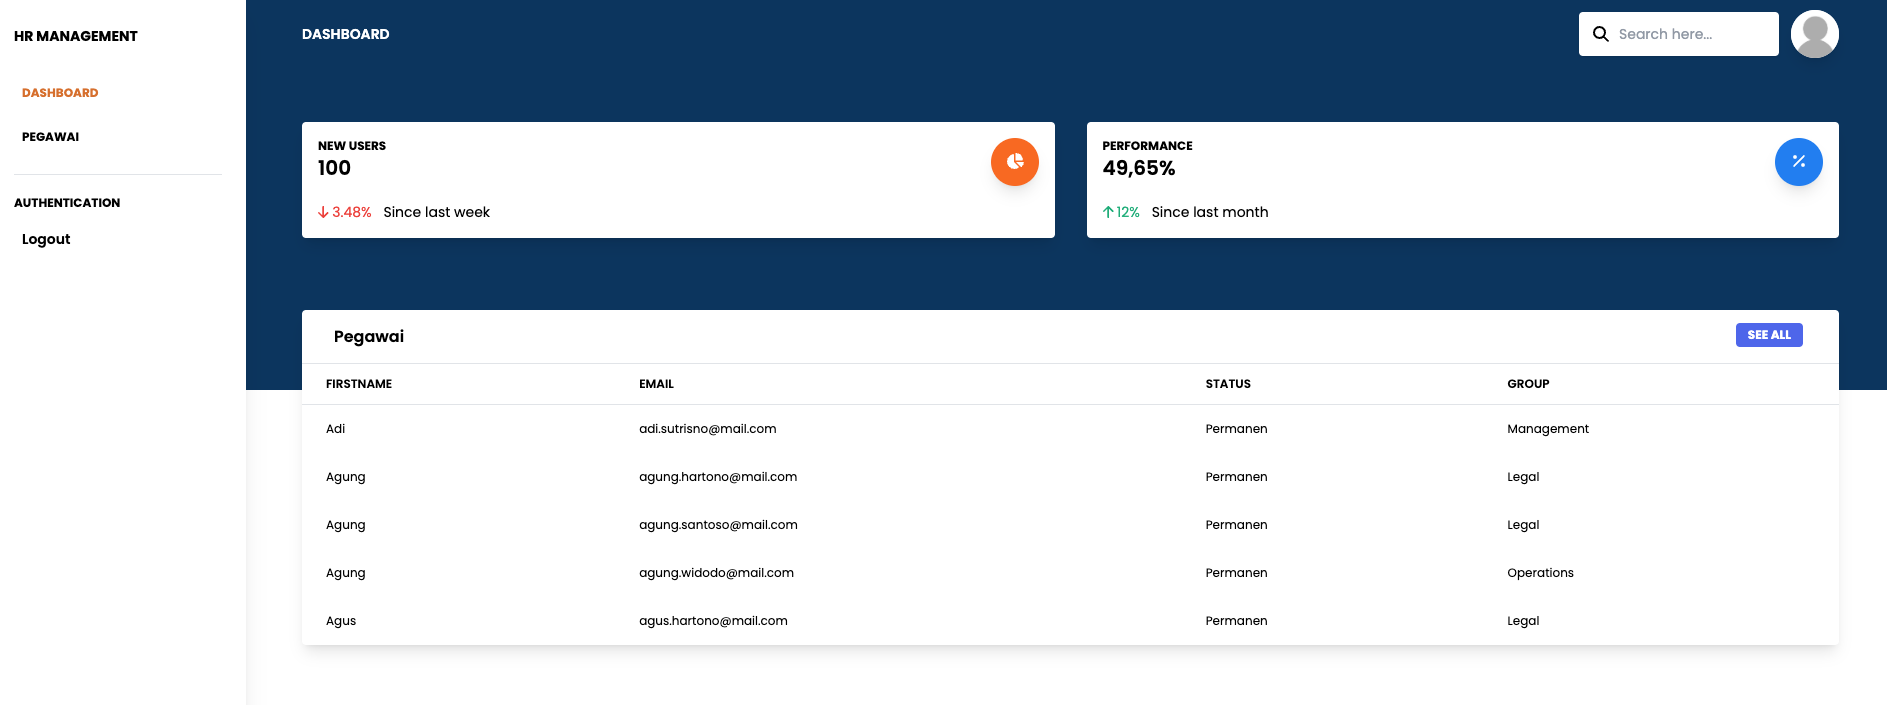 HR MANAGEMENT
DASHBOARD
PEGAWAI
AUTHENTICATION
Logout
DASHBOARD
Search here...
NEW USERS
100
3.48% Since last week
PERFORMANCE
49,65%
12% Since last month
Pegawai
SEE ALL
FIRSTNAME EMAIL STATUS GROUP
Adi adi.sutrisno@mail.com Permanen Management
Agung agung.hartono@mail.com Permanen Legal
Agung agung.santoso@mail.com Permanen Legal
Agung agung.widodo@mail.com Permanen Operations
Agus agus.hartono@mail.com Permanen Legal